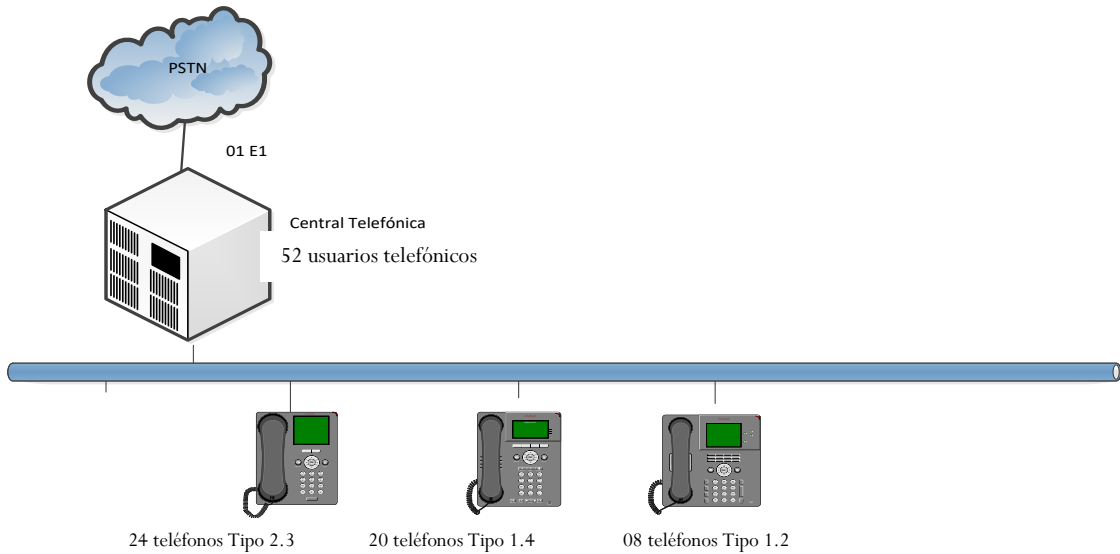 PSTN
01 E1
Central Telefónica
52 usuarios telefónicos
24 teléfonos Tipo 2.3
20 teléfonos Tipo 1.4
08 teléfonos Tipo 1.2